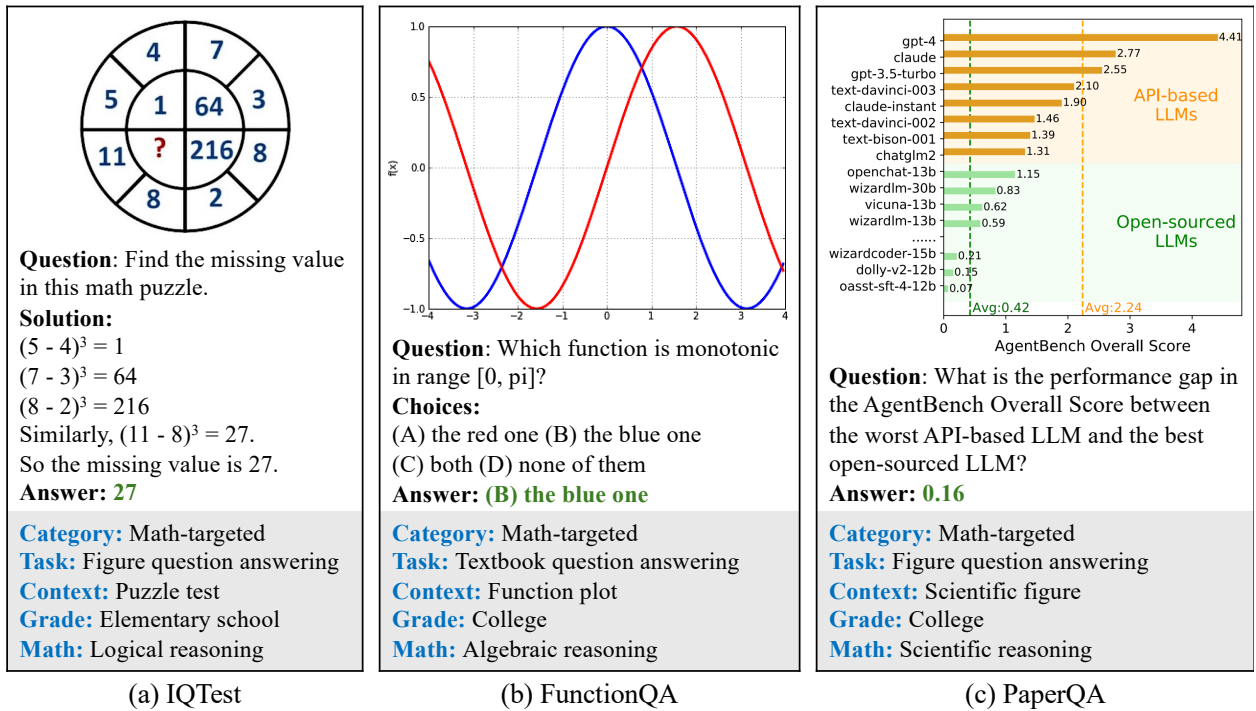 4 7
5 1 64 3
11 ? 216 8
8 2
Question: Find the missing value
in this math puzzle.
Solution:
(5 - 4)³ = 1
(7 - 3)³ = 64
(8 - 2)³ = 216
Similarly, (11 - 8)³ = 27.
So the missing value is 27.
Answer: 27
Category: Math-targeted
Task: Figure question answering
Context: Puzzle test
Grade: Elementary school
Math: Logical reasoning
(a) IQTest
1.0
0.5
0.0
−0.5
−1.0
f(x)
−4 −3 −2 −1 0 1 2 3 4
Question: Which function is monotonic
in range [0, pi]?
Choices:
(A) the red one (B) the blue one
(C) both (D) none of them
Answer: (B) the blue one
Category: Math-targeted
Task: Textbook question answering
Context: Function plot
Grade: College
Math: Algebraic reasoning
(b) FunctionQA
gpt-4 4.41
claude 2.77
gpt-3.5-turbo 2.55
text-davinci-003 2.10
claude-instant 1.90
text-davinci-002 1.46
text-bison-001 1.39
chatglm2 1.31
API-based
LLMs
openchat-13b 1.15
wizardlm-30b 0.83
vicuna-13b 0.62
wizardlm-13b 0.59
......
wizardcoder-15b 0.21
dolly-v2-12b 0.15
oasst-sft-4-12b 0.07
Open-sourced
LLMs
Avg:0.42 Avg:2.24
0 1 2 3 4
AgentBench Overall Score
Question: What is the performance gap in
the AgentBench Overall Score between
the worst API-based LLM and the best
open-sourced LLM?
Answer: 0.16
Category: Math-targeted
Task: Figure question answering
Context: Scientific figure
Grade: College
Math: Scientific reasoning
(c) PaperQA